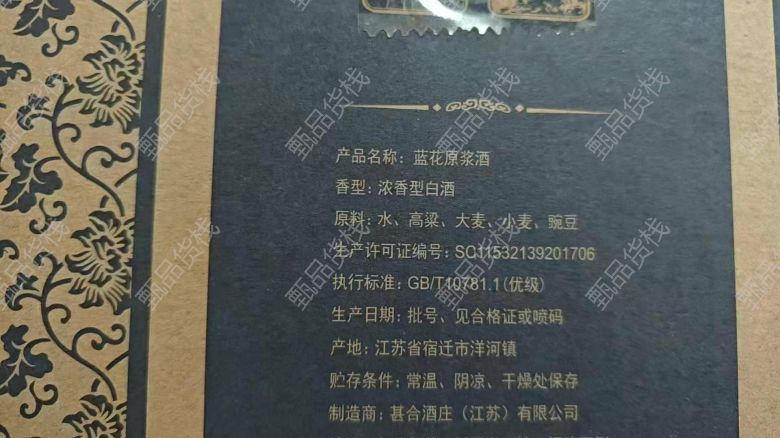 产品名称：蓝花原浆酒
香型：浓香型白酒
原料：水、高粱、大麦、小麦、豌豆
生产许可证编号：SC11532139201706
执行标准：GB/T10781.1(优级)
生产日期：批号、见合格证或喷码
产地：江苏省宿迁市洋河镇
贮存条件：常温、阴凉、干燥处保存
制造商：甚合酒庄（江苏）有限公司
甄品货栈